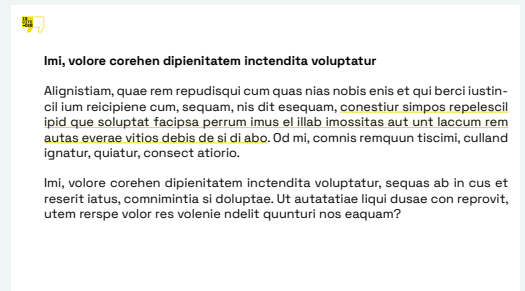 Imi, volore corehen dipienitatem inctendita voluptatur
Alignistiam, quae rem repudisqui cum quas nias nobis enis et qui berci iustin-
cil ium reicipiene cum, sequam, nis dit esequam, conestiur simpos repelescil
ipid que soluptat facipsa perrum imus el illab imossitas aut unt laccum rem
autas everae vitios debis de si di abo. Od mi, comnis remquun tiscimi, culland
ignatur, quiatur, consect atiorio.
Imi, volore corehen dipienitatem inctendita voluptatur, sequas ab in cus et
reserit iatus, comnimintia si doluptae. Ut autatatiae liqui dusae con reprovit,
utem rerspe volor res volenie ndelit quunturi nos eaquam?